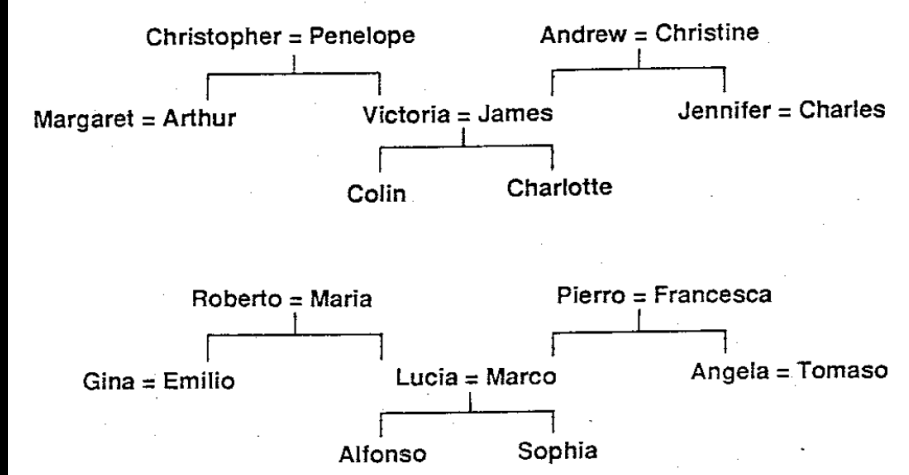 Christopher = Penelope Andrew = Christine
Margaret = Arthur Victoria = James Jennifer = Charles
Colin Charlotte
Roberto = Maria Pierro = Francesca
Gina = Emilio Lucia = Marco Angela = Tomaso
Alfonso Sophia